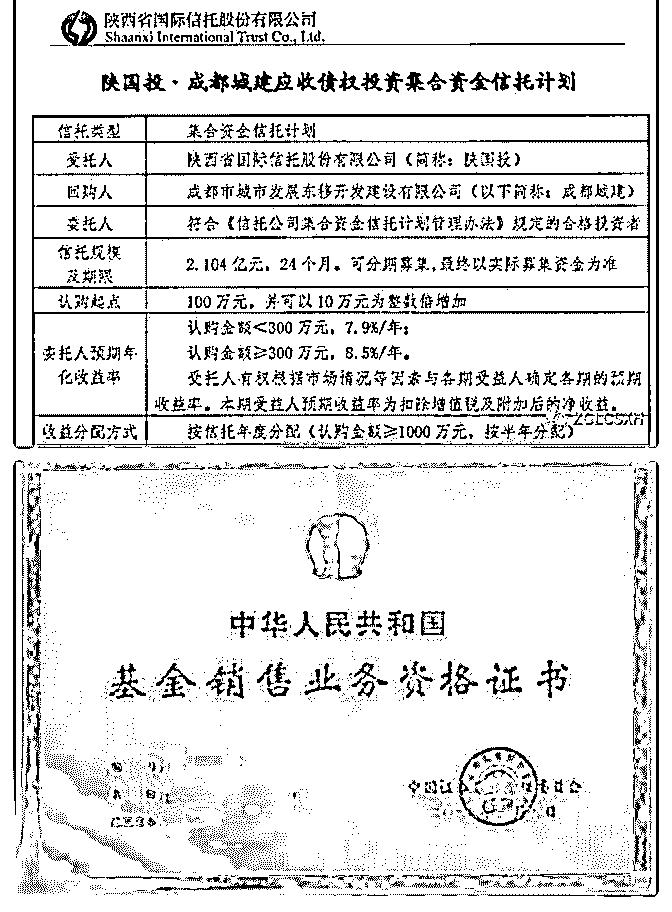 陕西省国际信托股份有限公司
Shaanxi International Trust Co., Ltd.
陕国投·成都城建应收债权投资集合资金信托计划
信托类型 集合资金信托计划
受托人 陕西省国际信托股份有限公司（简称：陕国投）
回购人 成都市城市发展东移开发建设有限公司（以下简称：成都城建）
委托人 符合《信托公司集合资金信托计划管理办法》规定的合格投资者
信托规模
及期限 2.104亿元，24个月。可分期募集，最终以实际募集资金为准
认购起点 100万元，并可以10万元为整数倍增加
认购金额<300万元，7.9%/年；
委托人预期年 认购金额≥300万元，8.5%/年。
化收益率 受托人有权根据市场情况等因素与各期受益人确定各期的预期
收益率。本期受益人预期收益率为扣除增值税及附加后的净收益。
收益分配方式 按信托年度分配（认购金额≥1000万元，按半年分配）
中华人民共和国
基金销售业务资格证书